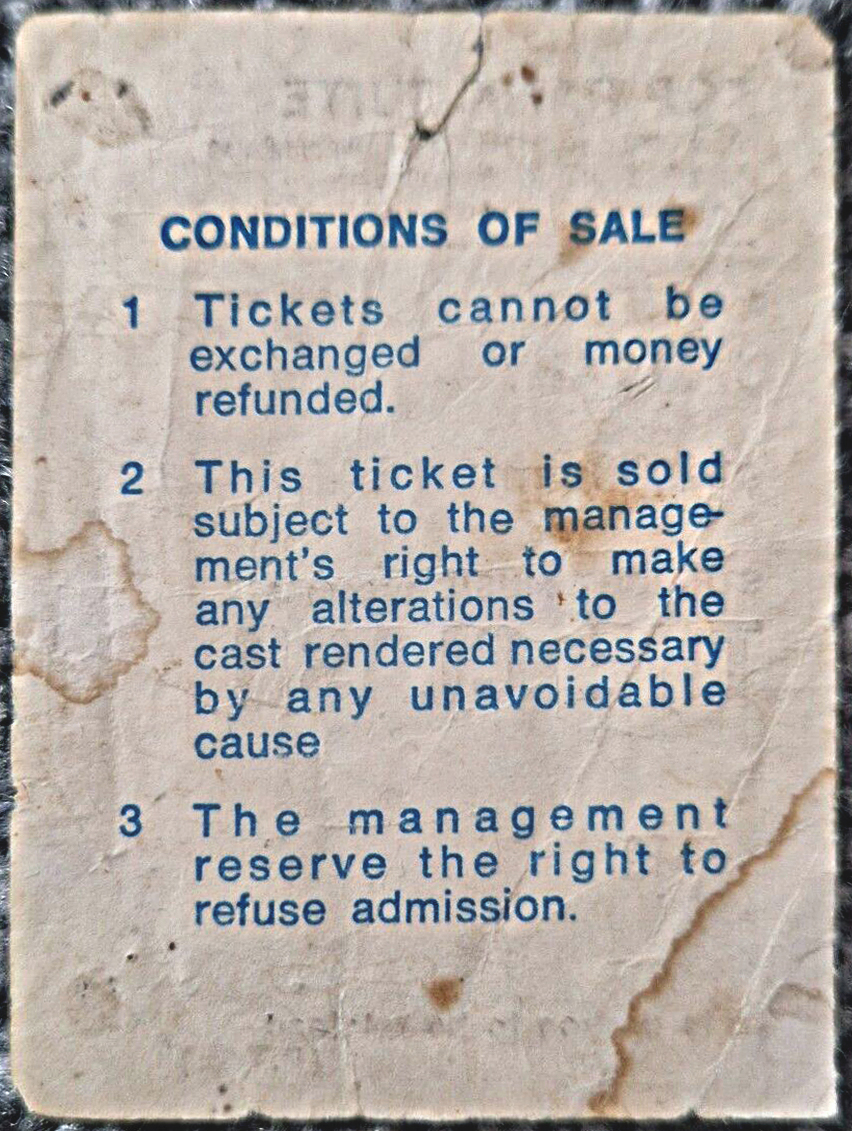 CONDITIONS OF SALE
1 Tickets cannot be
exchanged or money
refunded.
2 This ticket is sold
subject to the manage-
ment's right to make
any alterations to the
cast rendered necessary
by any unavoidable
cause
3 The management
reserve the right to
refuse admission.